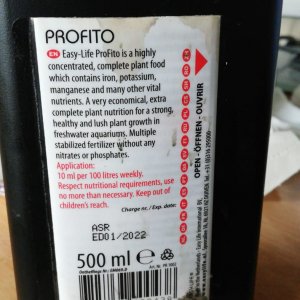 PROFITO
EN Easy-Life ProFito is a highly
concentrated, complete plant food
which contains iron, potassium,
manganese and many other vital
nutrients. A very economical, extra
complete plant nutrition for a strong,
healthy and lush plant growth in
freshwater aquariums. Multiple
stabilized fertilizer without any
nitrates or phosphates.
Application:
10 ml per 100 litres weekly.
Respect nutritional requirements, use
no more than necessary. Keep out of
children's reach.
Charge nr./ Exp. date:
ASR
ED01/2022
500 ml e
Art. Nr. PR 1002
OPEN - ÖFFNEN - OUVRIR